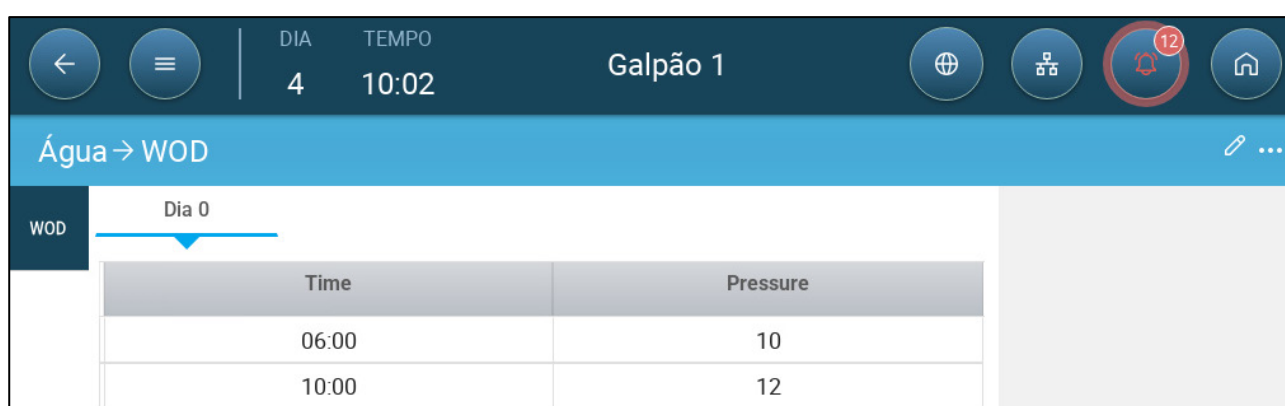 DIA TEMPO
4 10:02 Galpão 1 12
Água → WOD
WOD Dia 0
Time Pressure
06:00 10
10:00 12